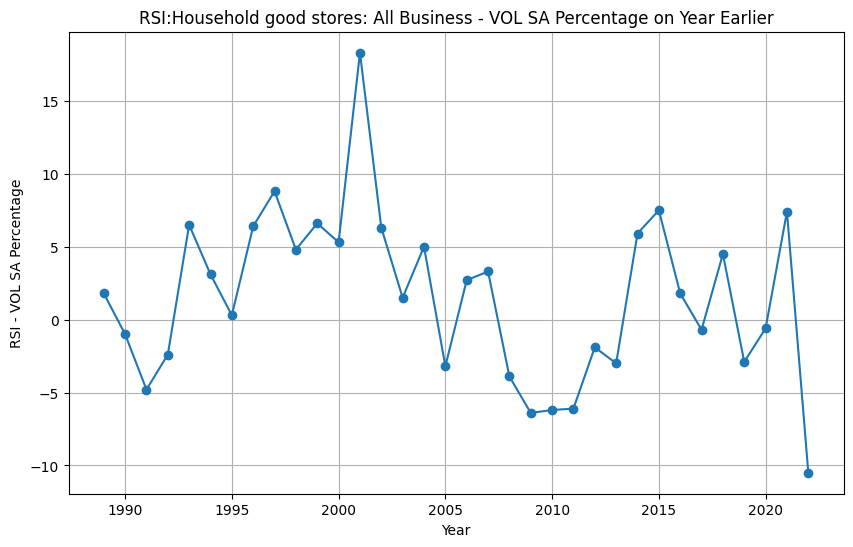 RSI:Household good stores: All Business - VOL SA Percentage on Year Earlier
RSI - VOL SA Percentage
15
10
5
0
−5
−10
1990 1995 2000 2005 2010 2015 2020
Year